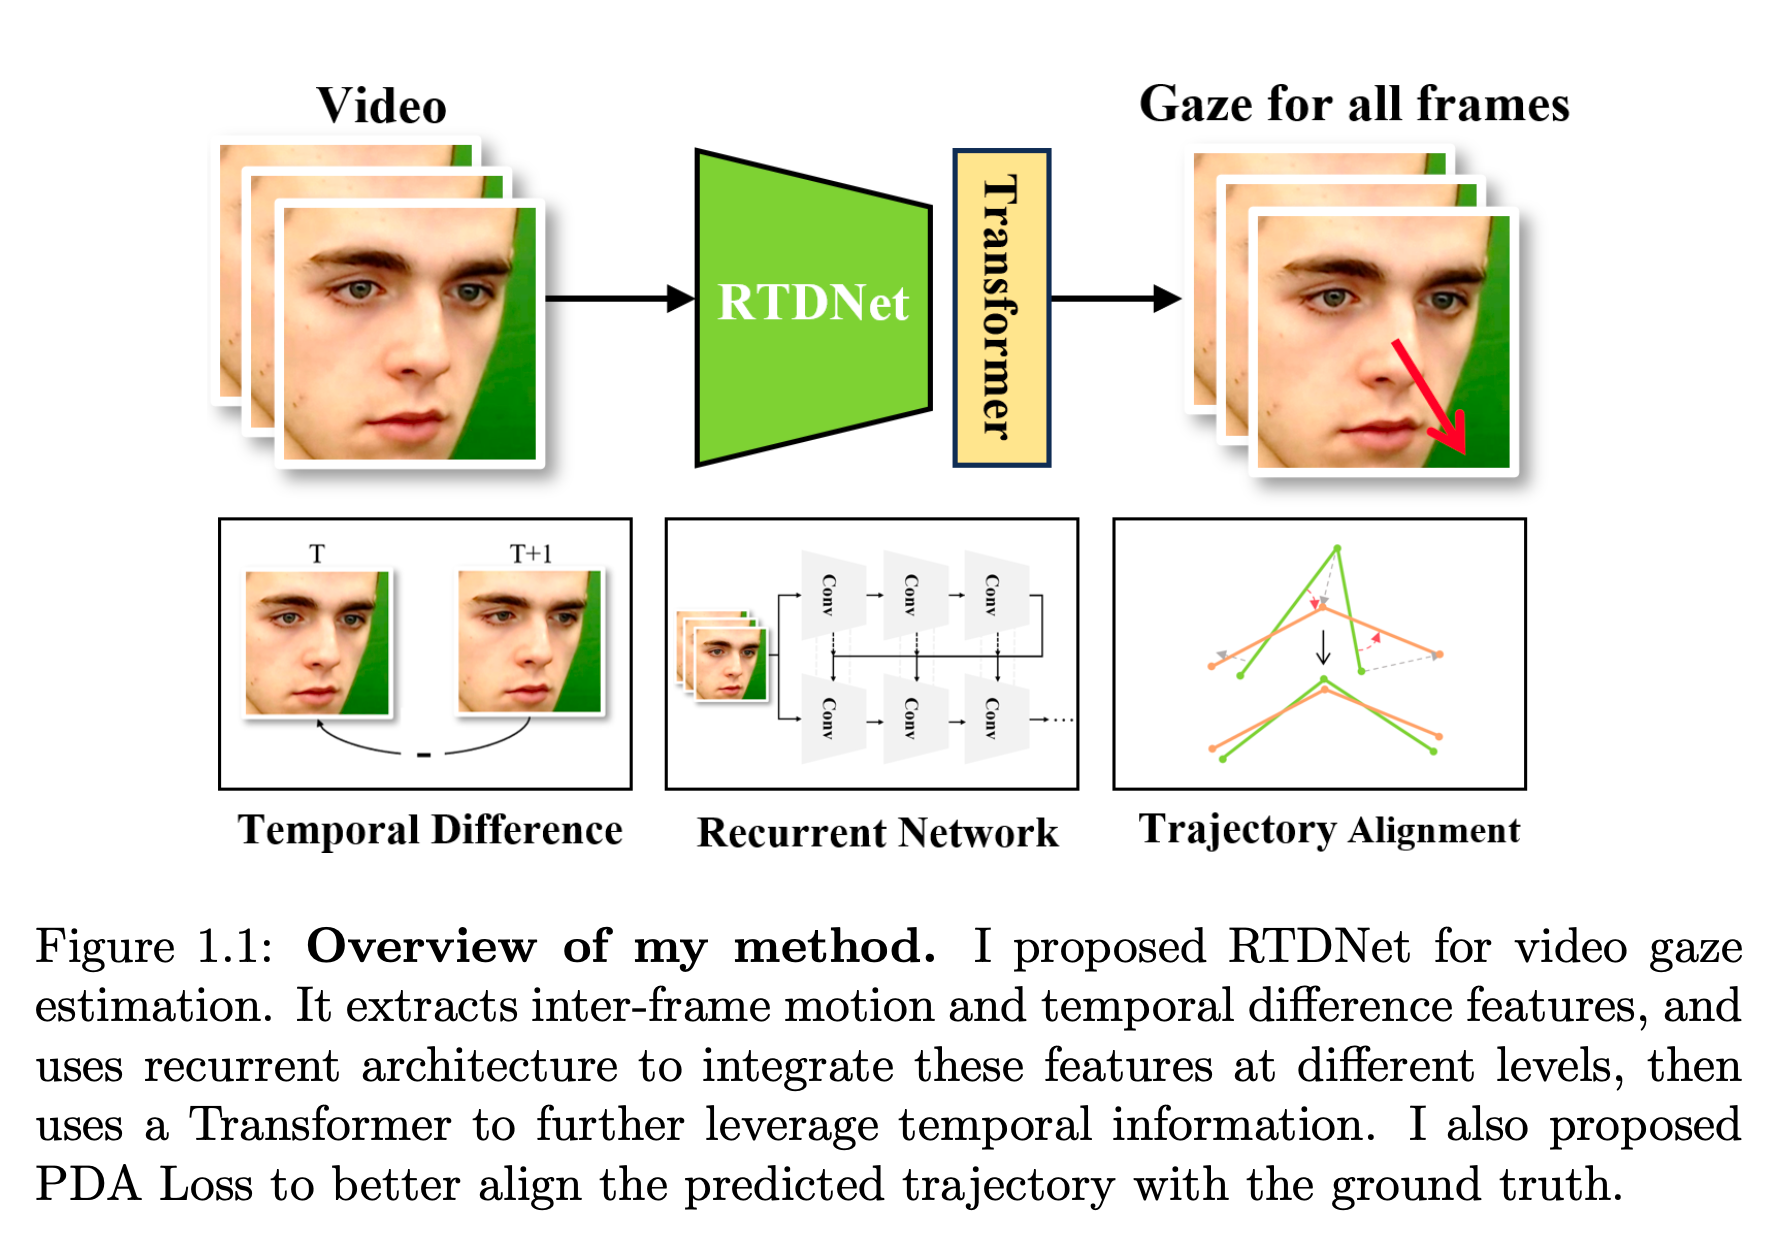 Video
Gaze for all frames
RTDNet
Transformer
T
T+1
-
Conv
Conv
Conv
Conv
Conv
Conv
Temporal Difference
Recurrent Network
Trajectory Alignment
Figure 1.1: Overview of my method. I proposed RTDNet for video gaze
estimation. It extracts inter-frame motion and temporal difference features, and
uses recurrent architecture to integrate these features at different levels, then
uses a Transformer to further leverage temporal information. I also proposed
PDA Loss to better align the predicted trajectory with the ground truth.